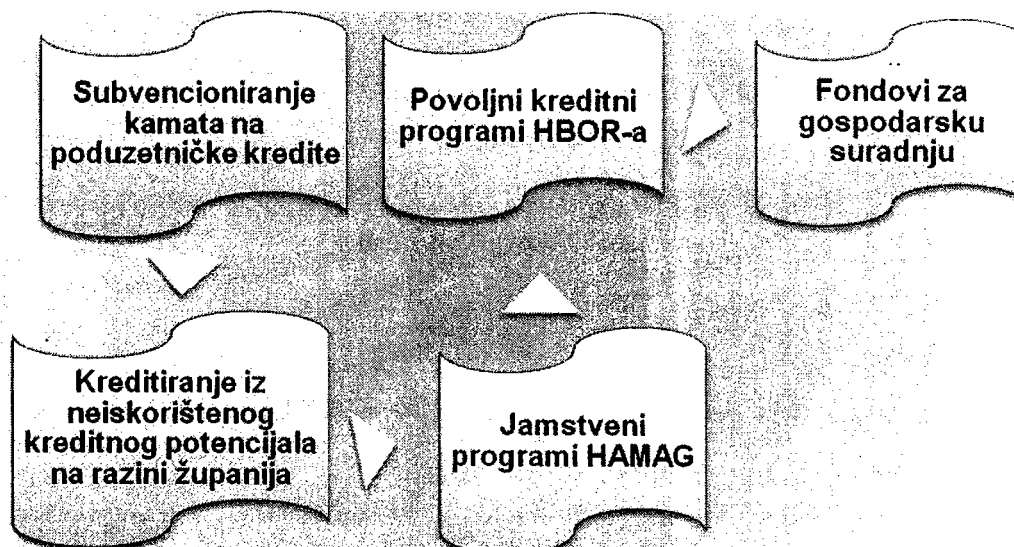 Subvencioniranje
kamata na
poduzetničke kredite
Povoljni kreditni
programi HBOR-a
Fondovi za
gospodarsku
suradnju
Kreditiranje iz
neiskorištenog
kreditnog potencijala
na razini županija
Jamstveni
programi HAMAG